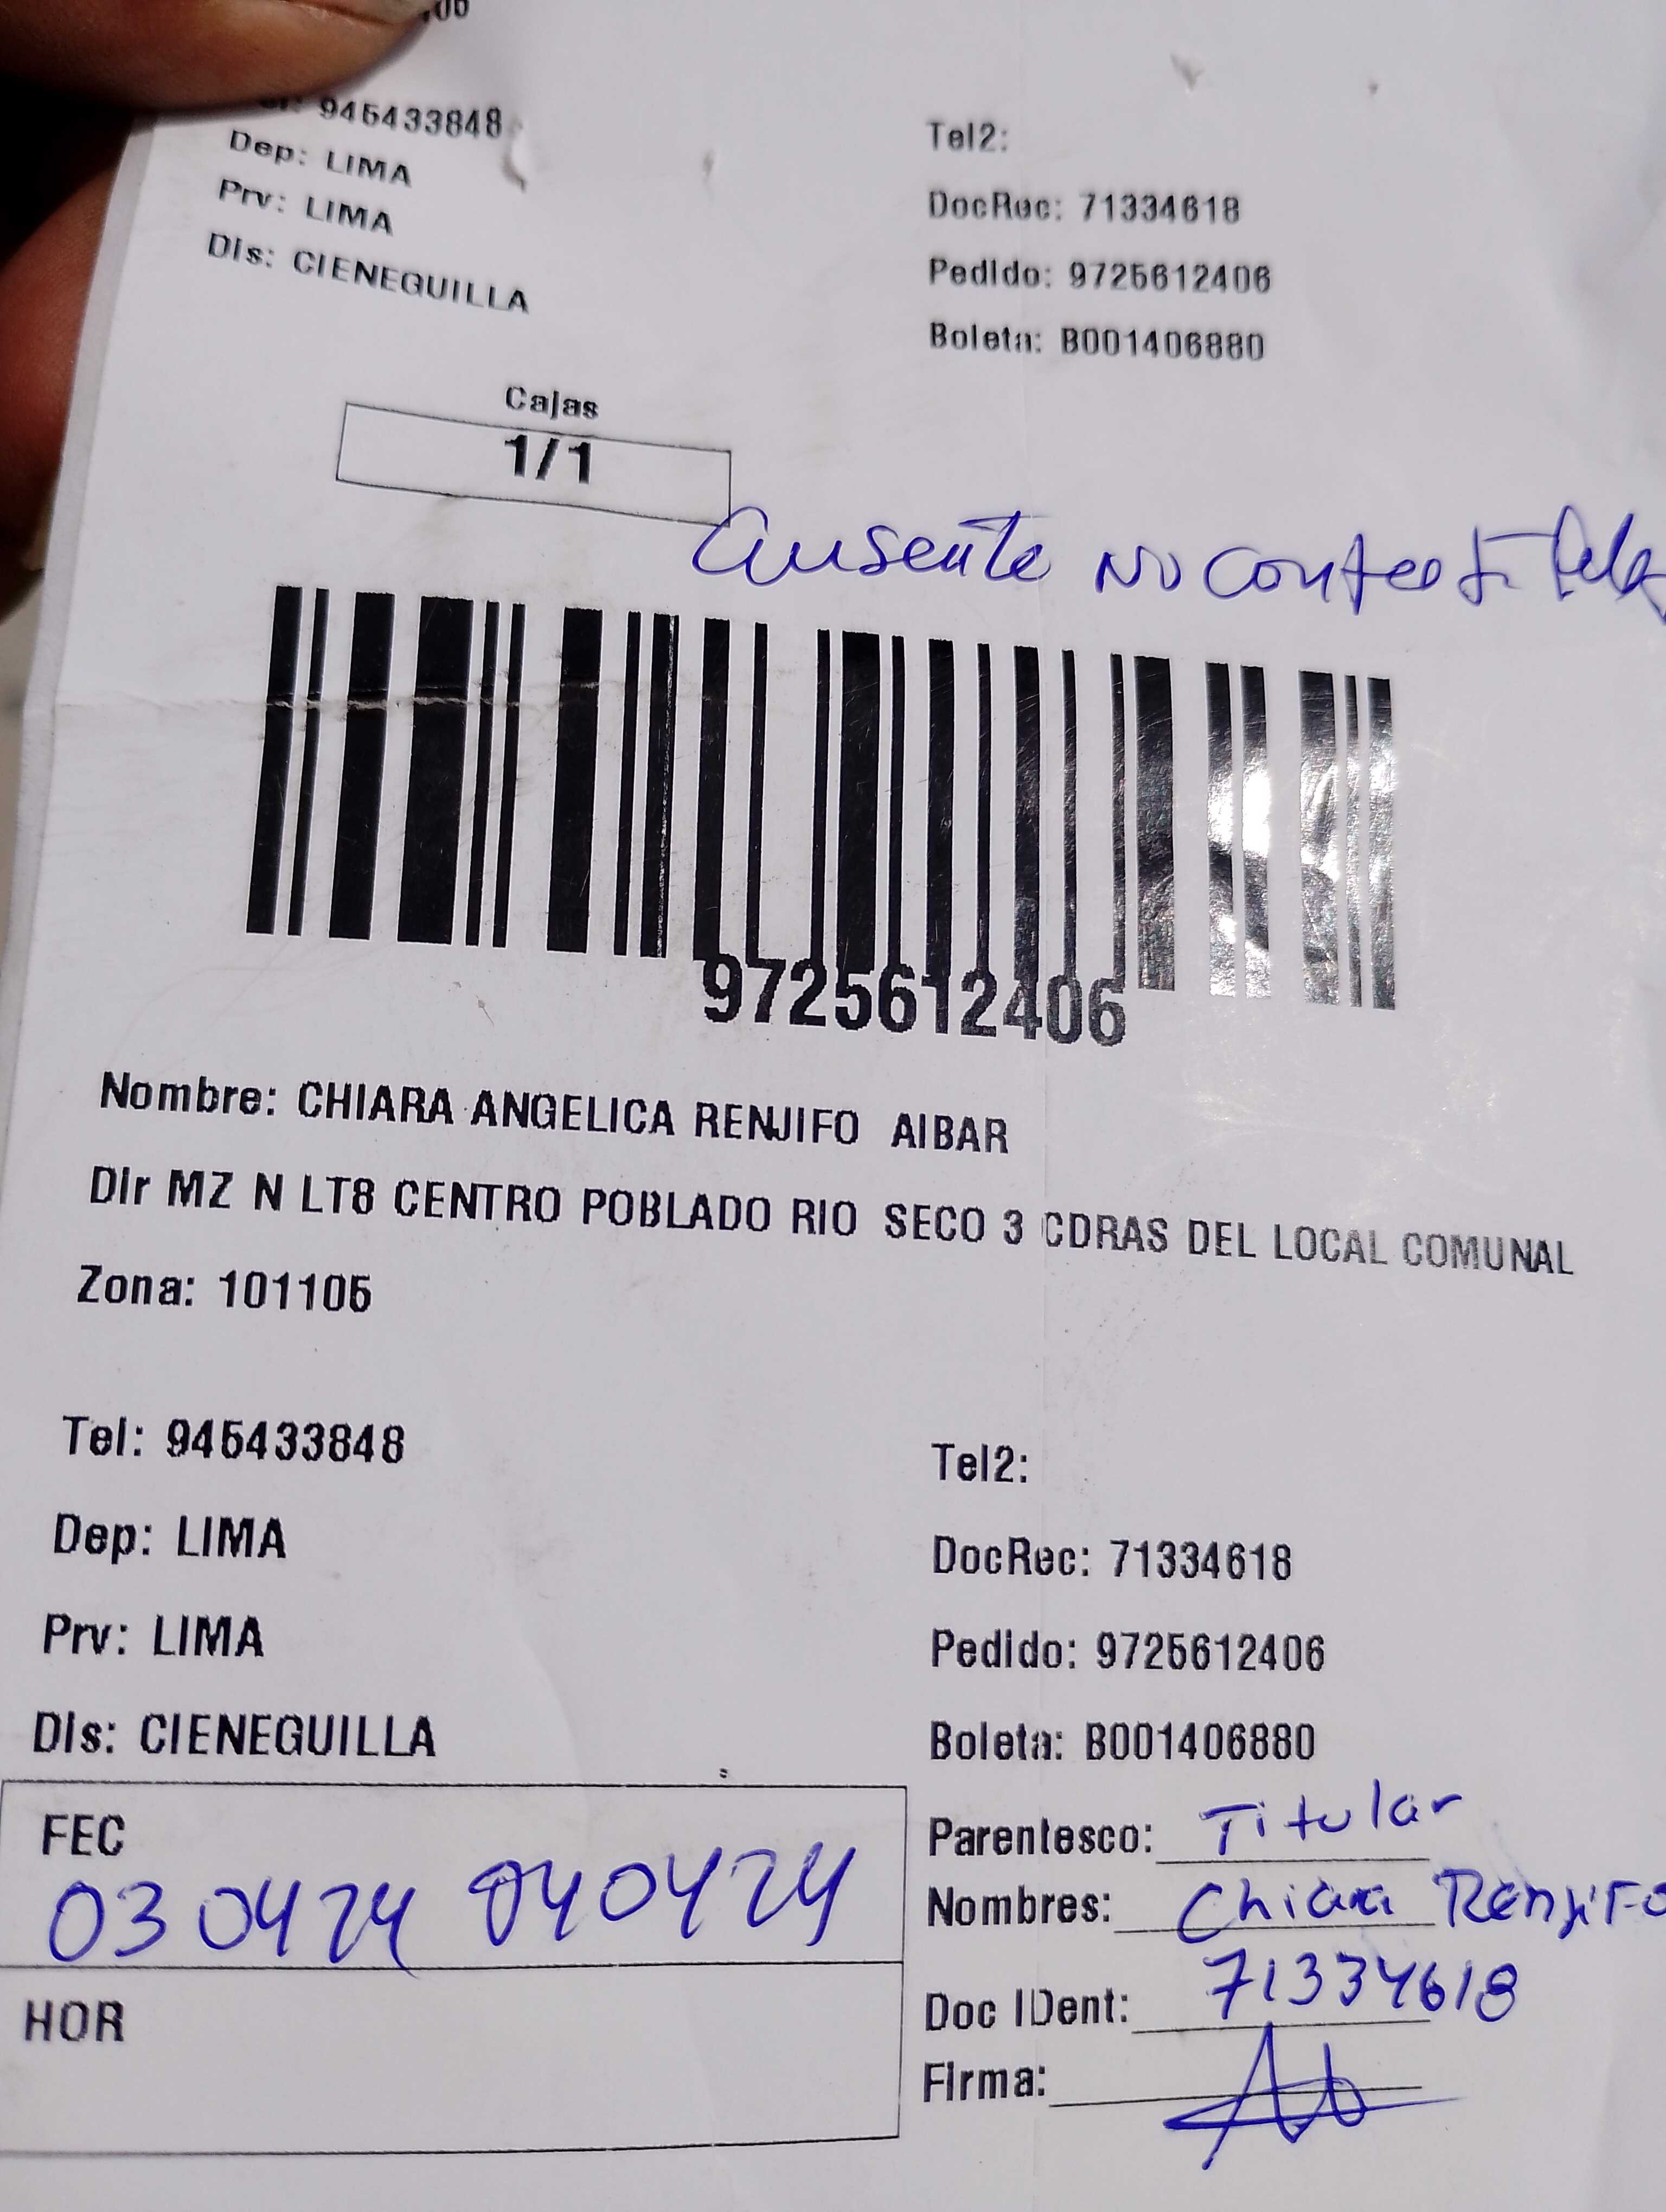 945433848
Dep: LIMA
Prv: LIMA
Dis: CIENEGUILLA
Tel2:
DocRec: 71334618
Pedido: 9725612406
Boleta: B001406880
Cajas
1/1
ausente No contesta
9725612406
Nombre: CHIARA ANGELICA RENJIFO AIBAR
Dir MZ N LT8 CENTRO POBLADO RIO SECO 3 CDRAS DEL LOCAL COMUNAL
Zona: 101105
Tel: 945433848
Tel2:
Dep: LIMA
DocRec: 71334618
Prv: LIMA
Pedido: 9725612406
Dis: CIENEGUILLA
Boleta: B001406880
FEC
030424 040424
HOR
Parentesco: Titular
Nombres: Chiara Renjifo
Doc IDent: 71334618
Firma: